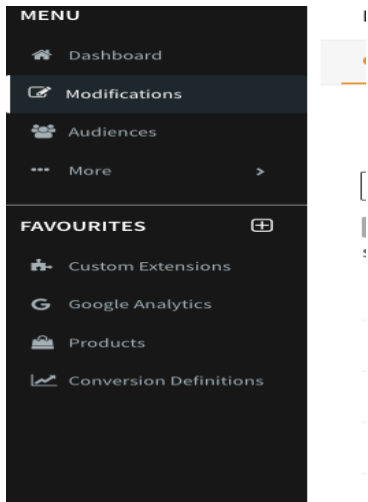 MENU
Dashboard
Modifications
Audiences
More
FAVOURITES
Custom Extensions
Google Analytics
Products
Conversion Definitions